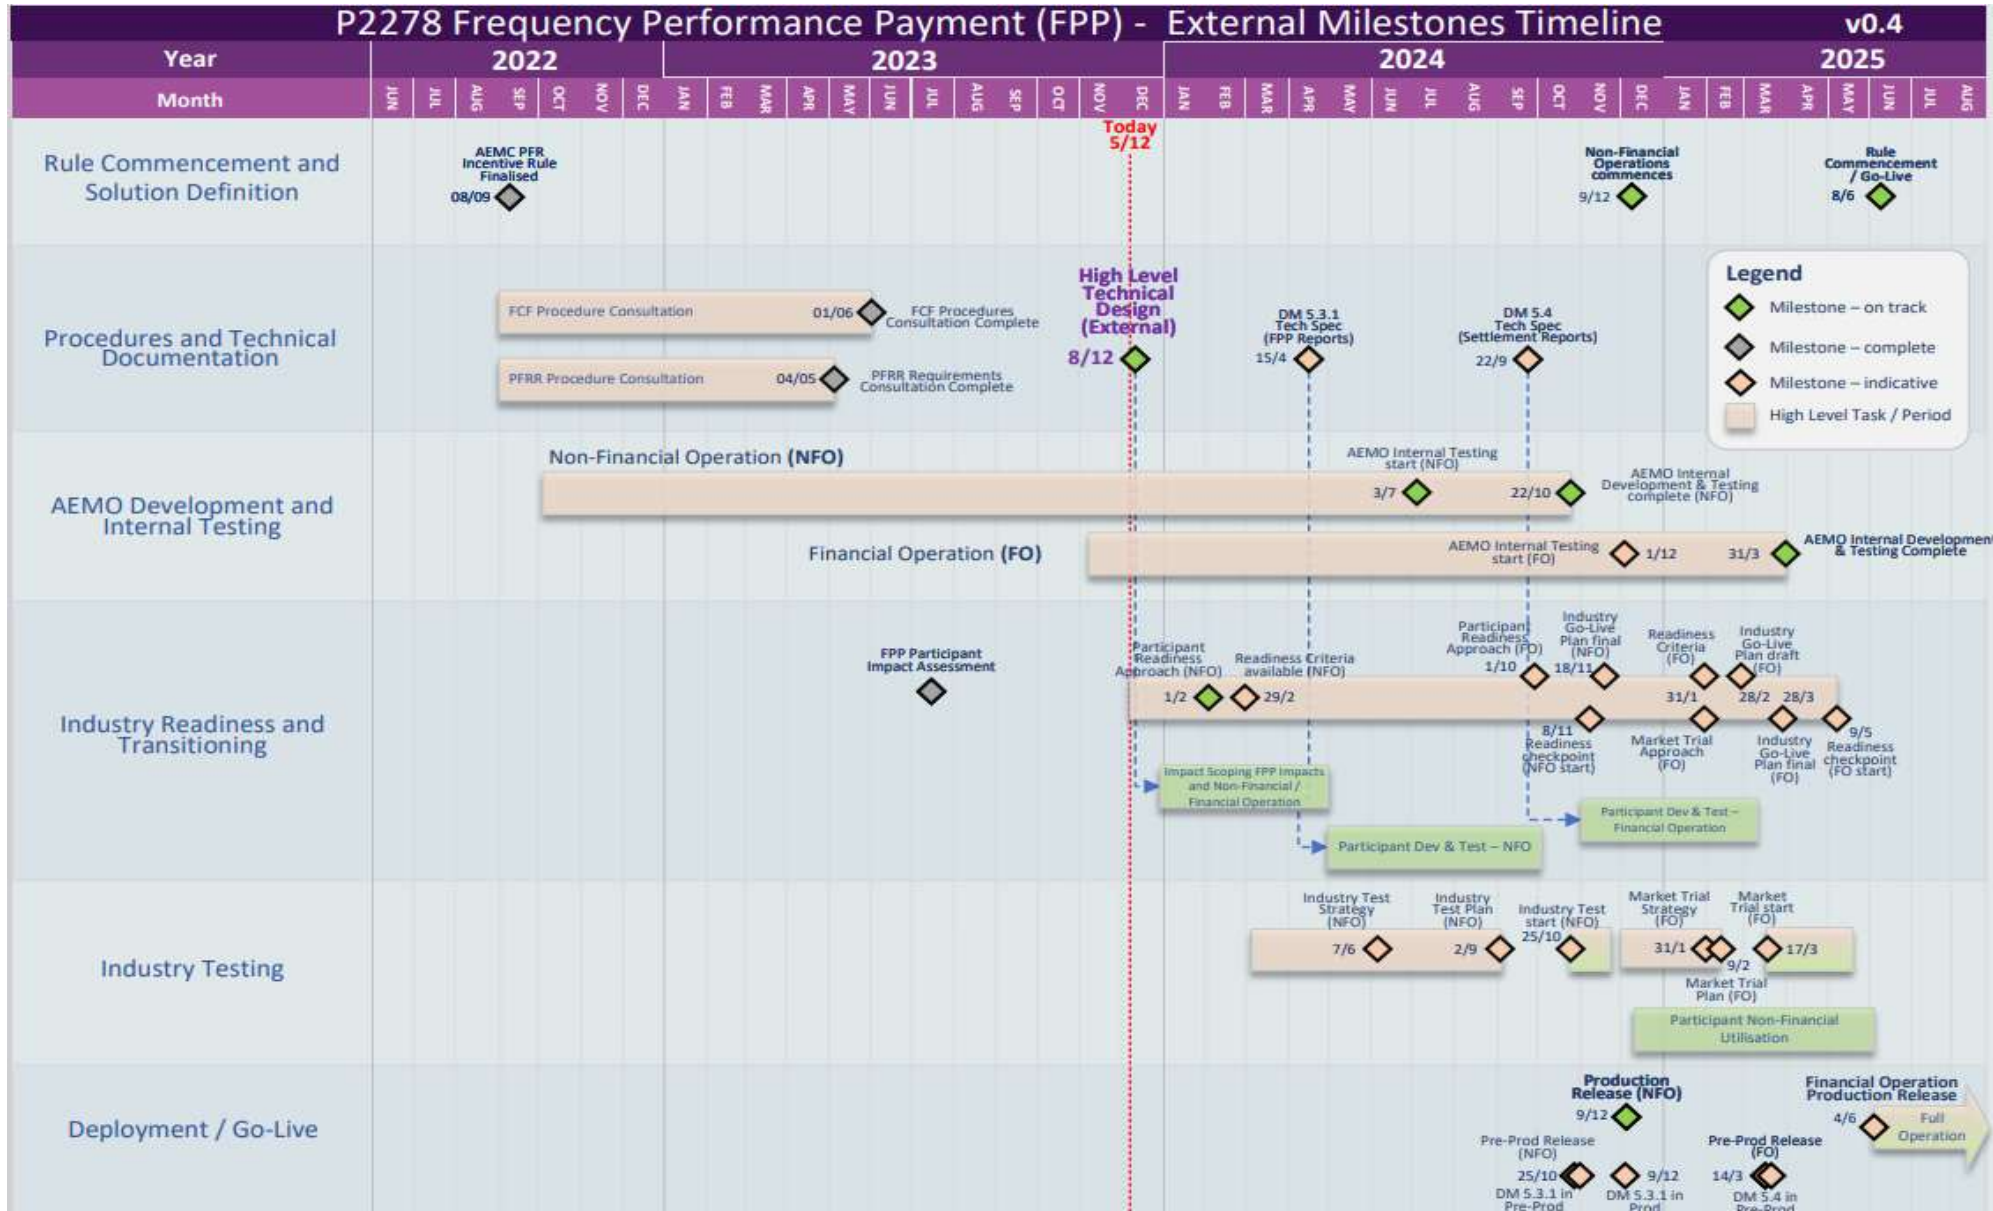 P2278 Frequency Performance Payment (FPP) - External Milestones Timeline v0.4
Year 2022 2023 2024 2025
Month JUN JUL AUG SEP OCT NOV DEC JAN FEB MAR APR MAY JUN JUL AUG SEP OCT NOV DEC JAN FEB MAR APR MAY JUN JUL AUG SEP OCT NOV DEC JAN FEB MAR APR MAY JUN JUL AUG
Today
5/12
Rule Commencement and
Solution Definition
AEMC PFR
Incentive Rule
Finalised
08/09
Non-Financial
Operations
commences
9/12
Rule
Commencement
/ Go-Live
8/6
Procedures and Technical
Documentation
FCF Procedure Consultation
01/06
FCF Procedures
Consultation Complete
PFRR Procedure Consultation
04/05
PFRR Requirements
Consultation Complete
High Level
Technical
Design
(External)
8/12
DM 5.3.1
Tech Spec
(FPP Reports)
15/4
DM 5.4
Tech Spec
(Settlement Reports)
22/9
Legend
Milestone – on track
Milestone – complete
Milestone – indicative
High Level Task / Period
AEMO Development and
Internal Testing
Non-Financial Operation (NFO)
AEMO Internal Testing
start (NFO)
3/7
22/10
AEMO Internal
Development & Testing
complete (NFO)
Financial Operation (FO)
AEMO Internal Testing
start (FO)
1/12
31/3
AEMO Internal Development
& Testing Complete
Industry Readiness and
Transitioning
FPP Participant
Impact Assessment
Participant
Readiness
Approach (NFO)
1/2
Readiness Criteria
available (NFO)
29/2
Participant
Readiness
Approach (FO)
1/10
Industry
Go-Live
Plan final
(NFO)
18/11
Readiness
Criteria
(FO)
31/1
Industry
Go-Live
Plan draft
(FO)
28/2
28/3
8/11
Readiness
checkpoint
(NFO start)
Market Trial
Approach
(FO)
Industry
Go-Live
Plan final
(FO)
9/5
Readiness
checkpoint
(FO start)
Impact Scoping FPP Impacts
and Non-Financial /
Financial Operation
Participant Dev & Test –
Financial Operation
Participant Dev & Test – NFO
Industry Testing
Industry Test
Strategy
(NFO)
7/6
Industry
Test Plan
(NFO)
2/9
Industry Test
start (NFO)
25/10
Market Trial
Strategy
(FO)
31/1
9/2
Market Trial
Plan (FO)
Market
Trial start
(FO)
17/3
Participant Non-Financial
Utilisation
Deployment / Go-Live
Production
Release (NFO)
9/12
Financial Operation
Production Release
4/6
Full
Operation
Pre-Prod Release
(NFO)
25/10
DM 5.3.1 in
Pre-Prod
9/12
DM 5.3.1 in
Prod
Pre-Prod Release
(FO)
14/3
DM 5.4 in
Pre-Prod